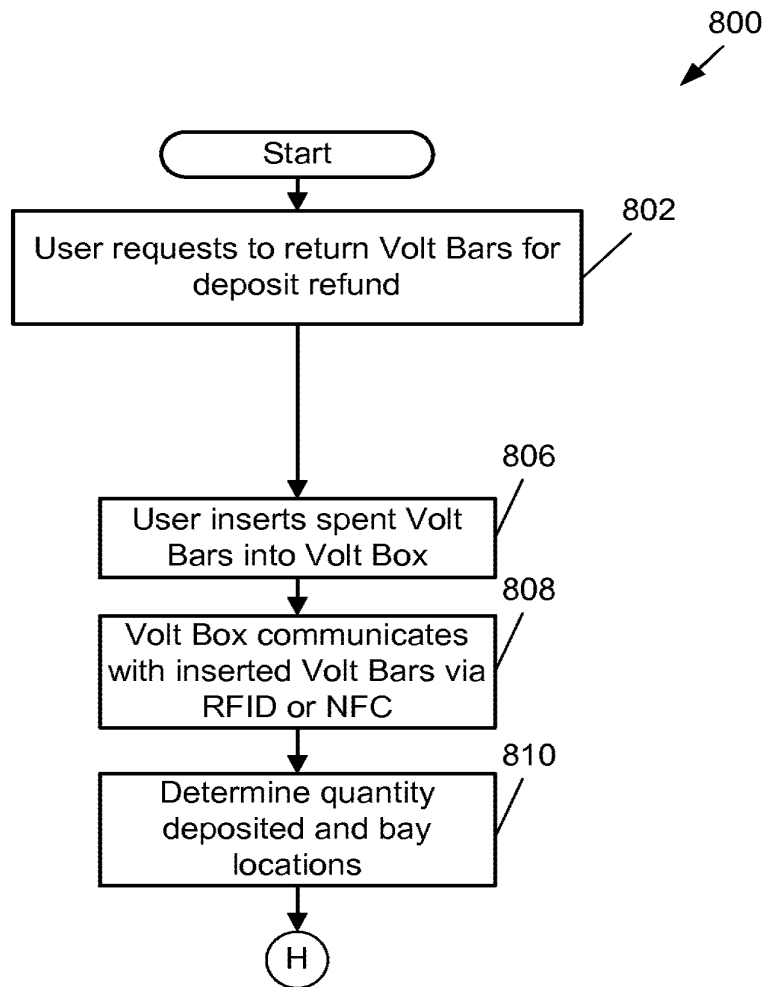 800
Start
802
User requests to return Volt Bars for
deposit refund
806
User inserts spent Volt
Bars into Volt Box
808
Volt Box communicates
with inserted Volt Bars via
RFID or NFC
810
Determine quantity
deposited and bay
locations
H